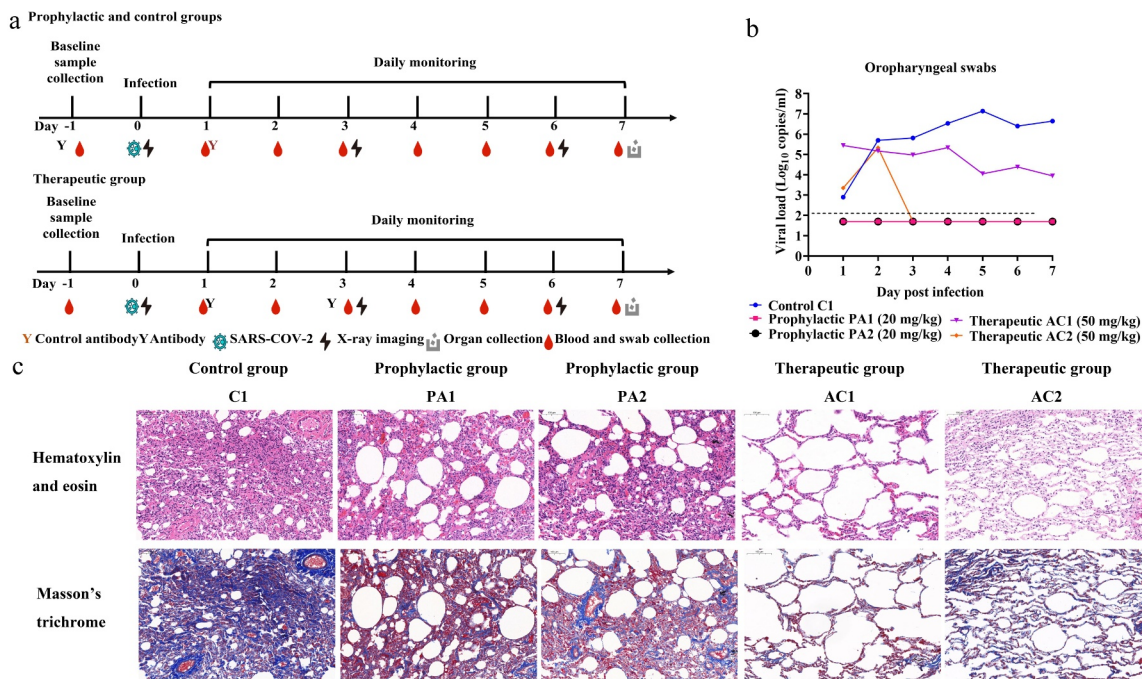 a
Prophylactic and control groups
Baseline
sample
collection
Infection
Daily monitoring
Day -1 0 1 2 3 4 5 6 7
Y Y
Therapeutic group
Baseline
sample
collection
Infection
Daily monitoring
Day -1 0 1 2 3 4 5 6 7
Y Y
Y Control antibody Y Antibody SARS-COV-2 X-ray imaging Organ collection Blood and swab collection
b
Oropharyngeal swabs
Viral load (Log10 copies/ml)
8
7
6
5
4
3
2
1
0
0 1 2 3 4 5 6 7
Day post infection
Control C1
Prophylactic PA1 (20 mg/kg)
Prophylactic PA2 (20 mg/kg)
Therapeutic AC1 (50 mg/kg)
Therapeutic AC2 (50 mg/kg)
c
Control group Prophylactic group Prophylactic group Therapeutic group Therapeutic group
C1 PA1 PA2 AC1 AC2
Hematoxylin
and eosin
Masson's
trichrome